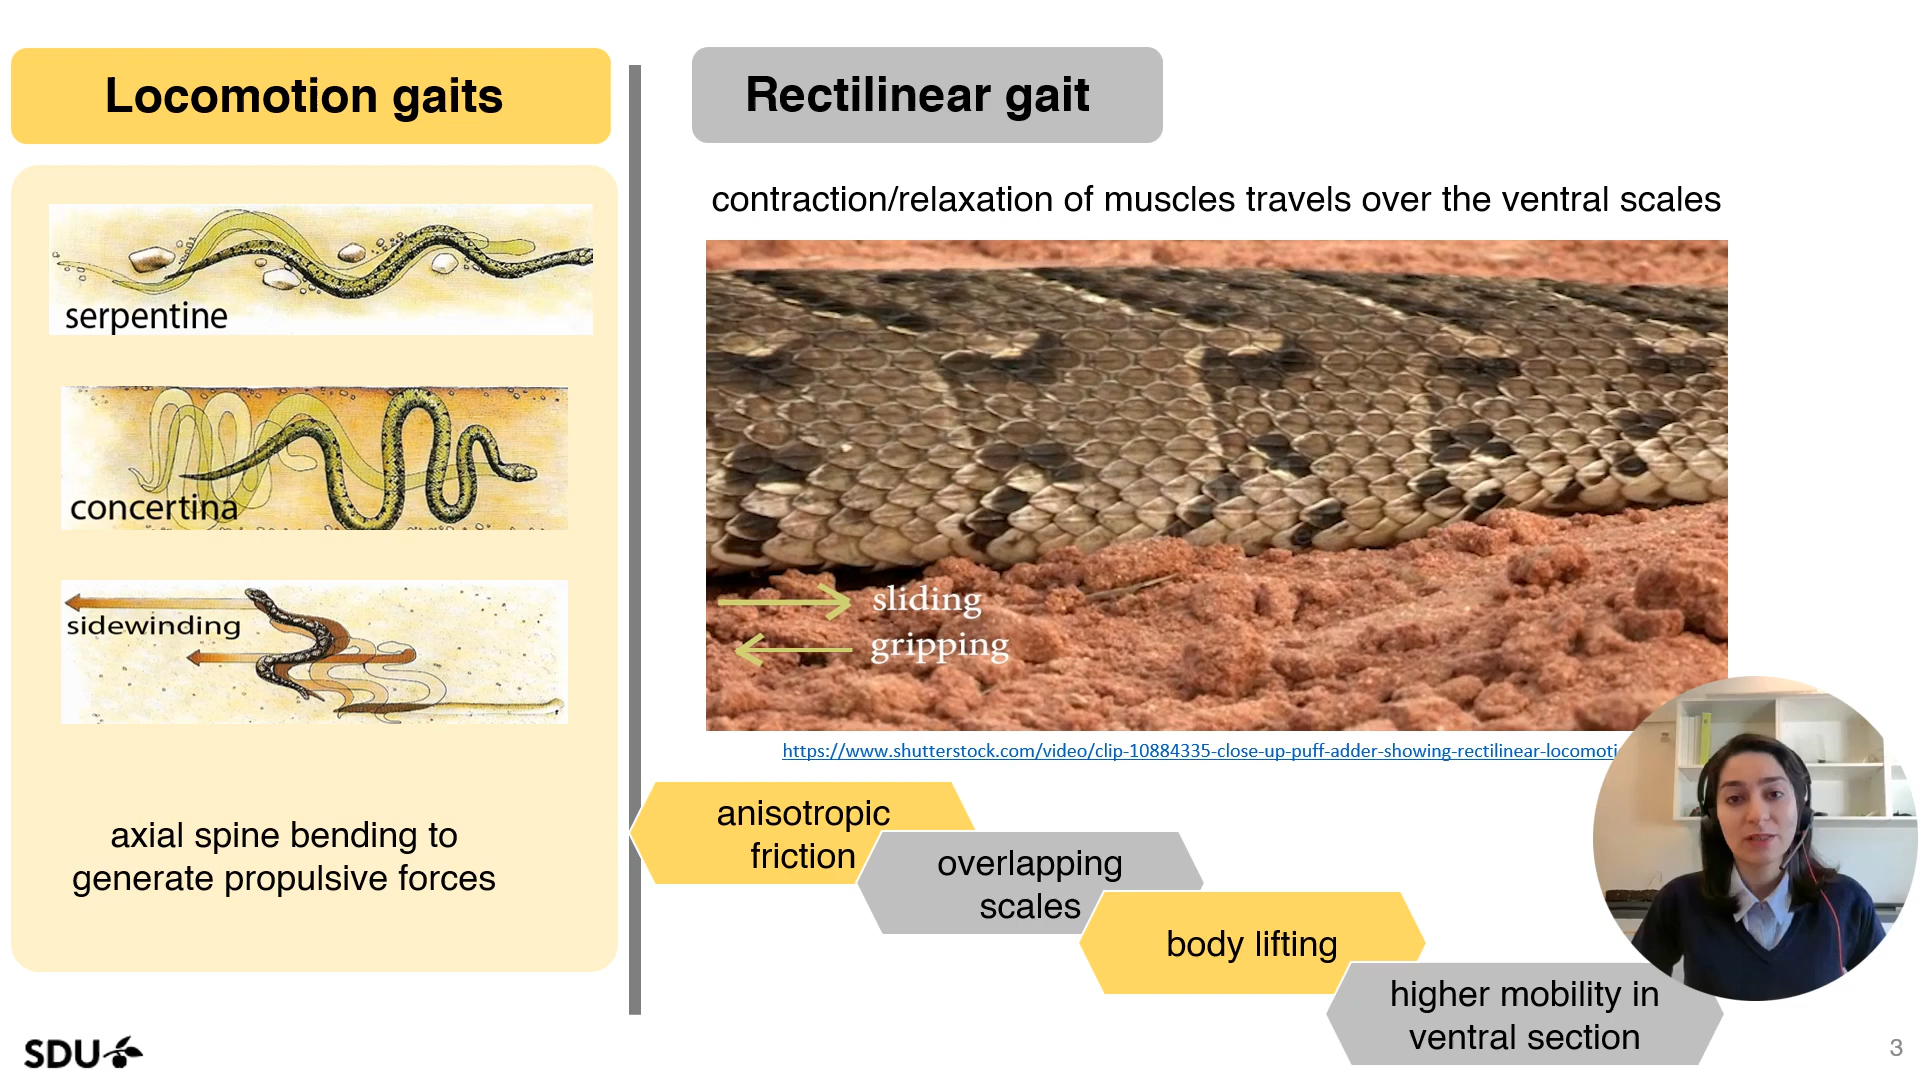 Locomotion gaits
serpentine
concertina
sidewinding
axial spine bending to
generate propulsive forces
Rectilinear gait
contraction/relaxation of muscles travels over the ventral scales
sliding
gripping
https://www.shutterstock.com/video/clip-10884335-close-up-puff-adder-showing-rectilinear-locomoti
anisotropic
friction
overlapping
scales
body lifting
higher mobility in
ventral section
SDU
3